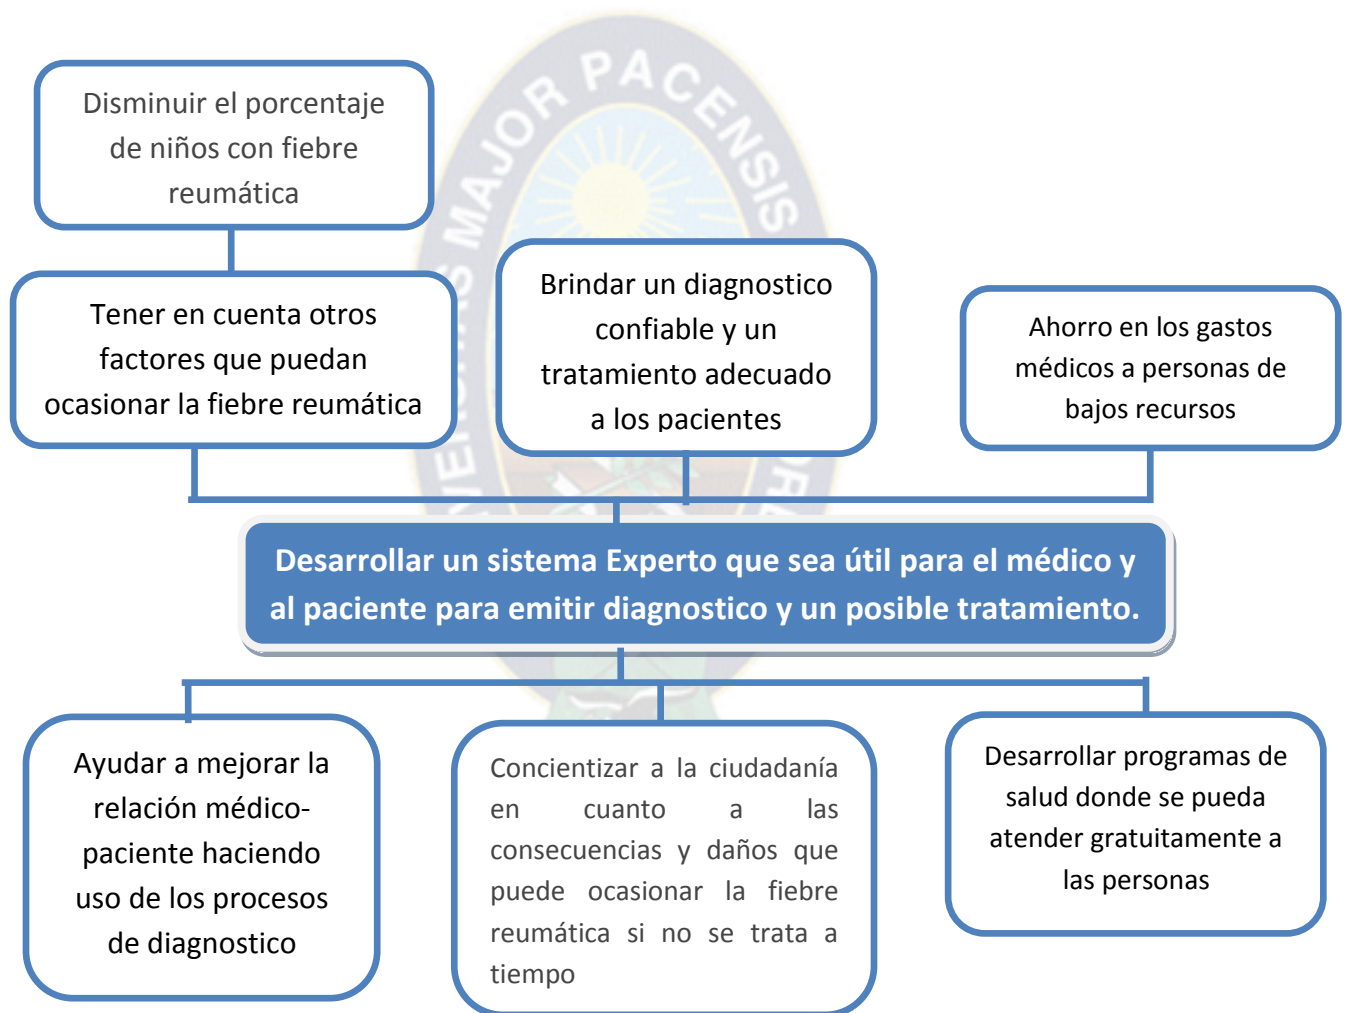 Disminuir el porcentaje
de niños con fiebre
reumática
Tener en cuenta otros
factores que puedan
ocasionar la fiebre reumática
Brindar un diagnostico
confiable y un
tratamiento adecuado
a los pacientes
Ahorro en los gastos
médicos a personas de
bajos recursos
Desarrollar un sistema Experto que sea útil para el médico y
al paciente para emitir diagnostico y un posible tratamiento.
Ayudar a mejorar la
relación médico-
paciente haciendo
uso de los procesos
de diagnostico
Concientizar a la ciudadanía
en cuanto a las
consecuencias y daños que
puede ocasionar la fiebre
reumática si no se trata a
tiempo
Desarrollar programas de
salud donde se pueda
atender gratuitamente a
las personas
MAJOR PACENSIS